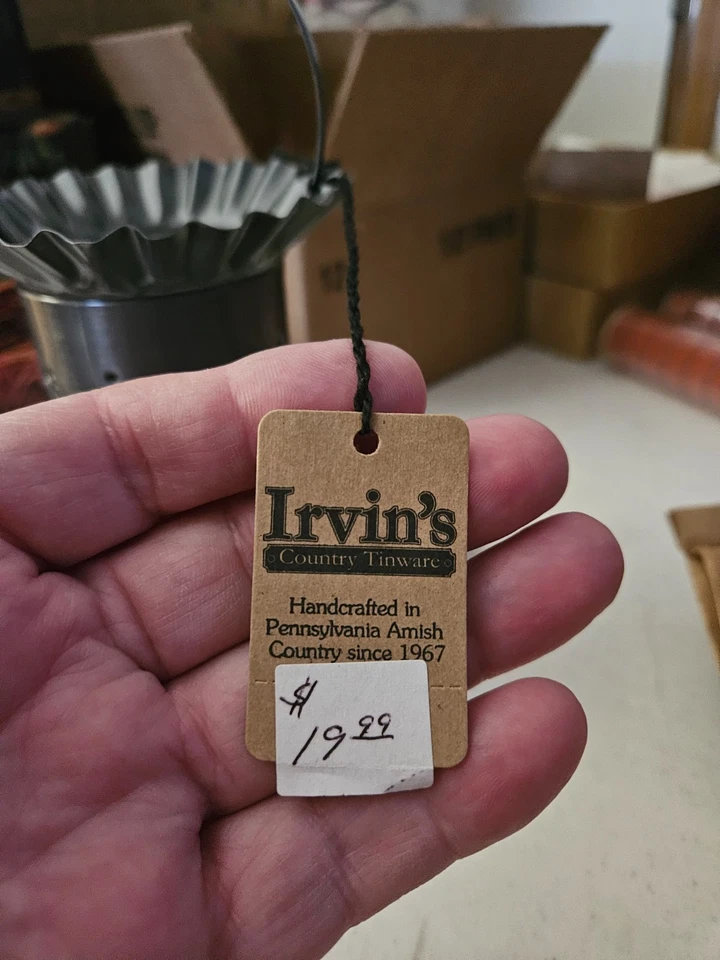 Irvin's
Country Tinware
Handcrafted in
Pennsylvania Amish
Country since 1967
$
19.99